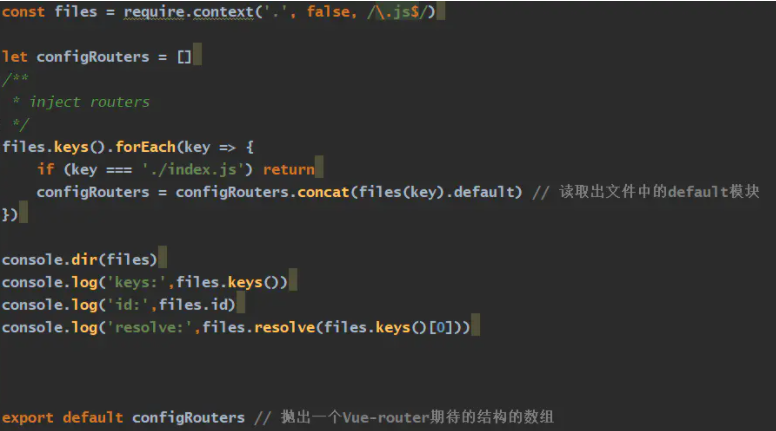 const files = require.context('.', false, /\.js$/)
let configRouters = []
/**
 * inject routers
 */
files.keys().forEach(key => {
    if (key === './index.js') return
    configRouters = configRouters.concat(files(key).default) // 读取出文件中的default模块
})
console.dir(files)
console.log('keys:',files.keys())
console.log('id:',files.id)
console.log('resolve:',files.resolve(files.keys()[0]))
export default configRouters // 抛出一个Vue-router期待的结构的数组